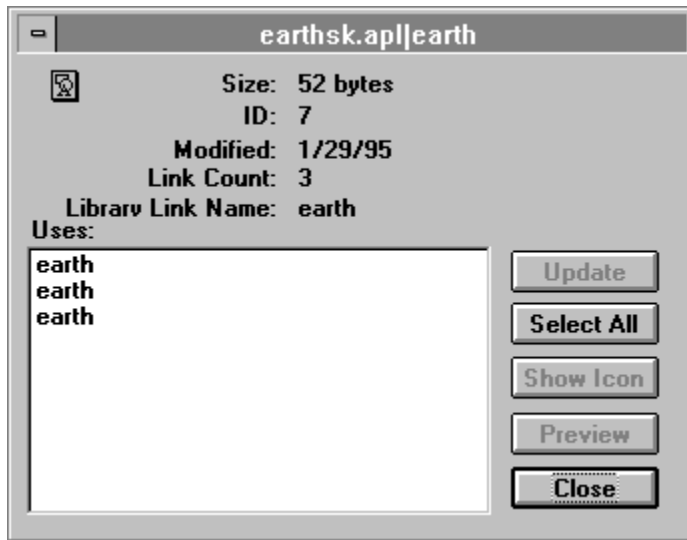 earthsk.apl|earth
Size: 52 bytes
ID: 7
Modified: 1/29/95
Link Count: 3
Library Link Name: earth
Uses:
earth
earth
earth
Update
Select All
Show Icon
Preview
Close